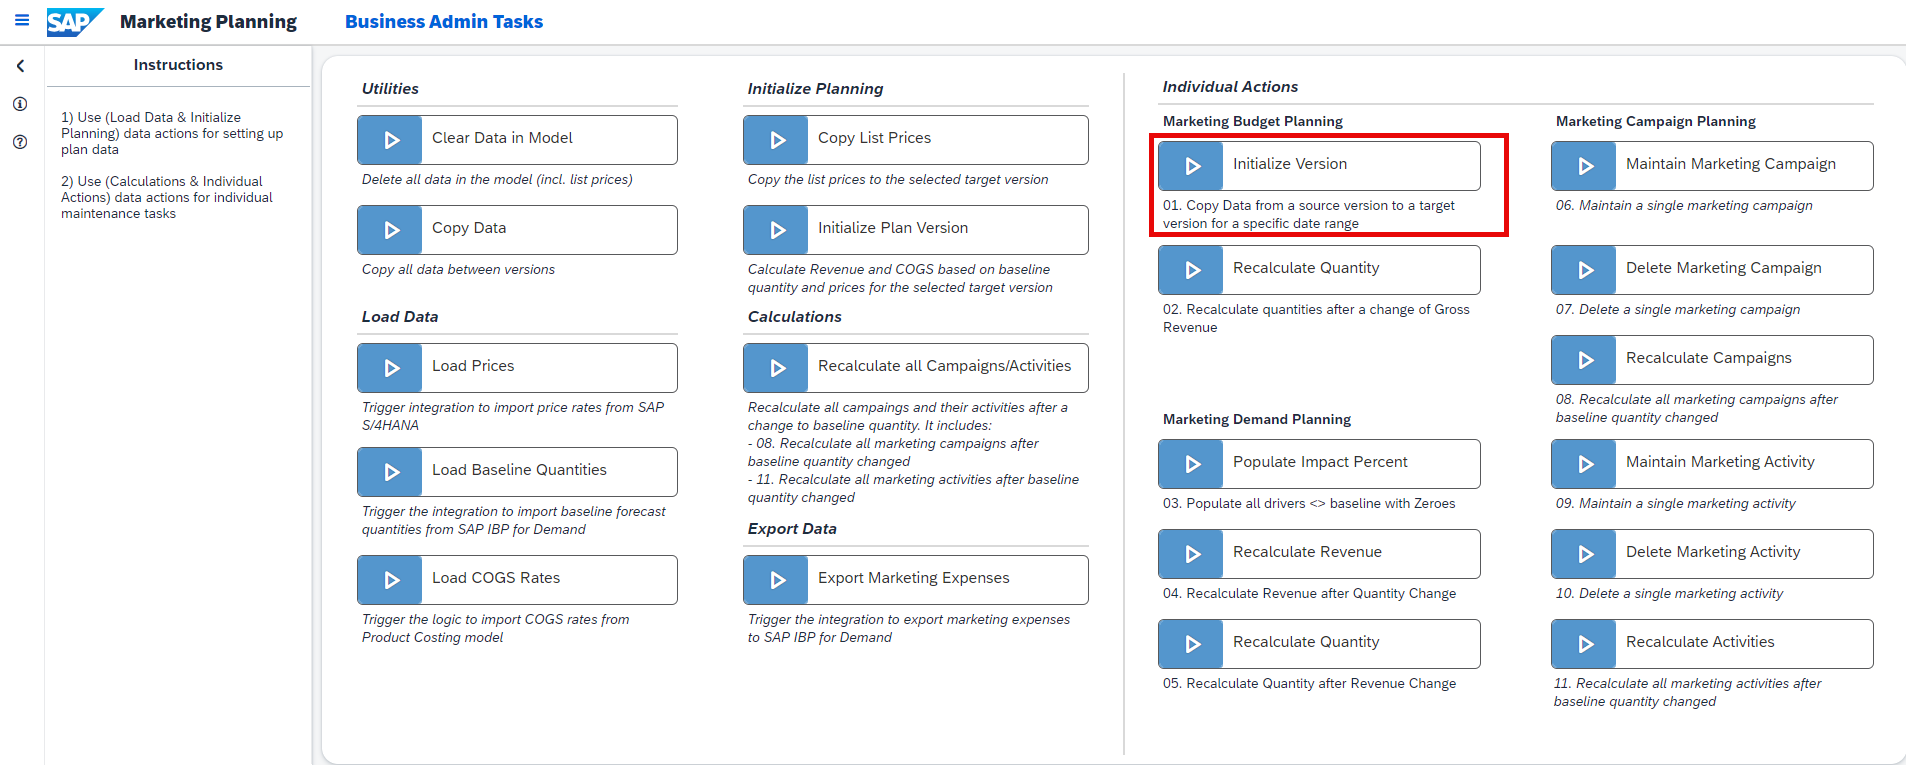 SAP Marketing Planning Business Admin Tasks
Instructions
1) Use (Load Data & Initialize
Planning) data actions for setting up
plan data
2) Use (Calculations & Individual
Actions) data actions for individual
maintenance tasks
Utilities
Clear Data in Model
Delete all data in the model (incl. list prices)
Copy Data
Copy all data between versions
Load Data
Load Prices
Trigger integration to import price rates from SAP
S/4HANA
Load Baseline Quantities
Trigger the integration to import baseline forecast
quantities from SAP IBP for Demand
Load COGS Rates
Trigger the logic to import COGS rates from
Product Costing model
Initialize Planning
Copy List Prices
Copy the list prices to the selected target version
Initialize Plan Version
Calculate Revenue and COGS based on baseline
quantity and prices for the selected target version
Calculations
Recalculate all Campaigns/Activities
Recalculate all campaings and their activities after a
change to baseline quantity. It includes:
- 08. Recalculate all marketing campaigns after
baseline quantity changed
- 11. Recalculate all marketing activities after baseline
quantity changed
Export Data
Export Marketing Expenses
Trigger the integration to export marketing expenses
to SAP IBP for Demand
Individual Actions
Marketing Budget Planning
Initialize Version
01. Copy Data from a source version to a target
version for a specific date range
Recalculate Quantity
02. Recalculate quantities after a change of Gross
Revenue
Marketing Demand Planning
Populate Impact Percent
03. Populate all drivers <> baseline with Zeroes
Recalculate Revenue
04. Recalculate Revenue after Quantity Change
Recalculate Quantity
05. Recalculate Quantity after Revenue Change
Marketing Campaign Planning
Maintain Marketing Campaign
06. Maintain a single marketing campaign
Delete Marketing Campaign
07. Delete a single marketing campaign
Recalculate Campaigns
08. Recalculate all marketing campaigns after
baseline quantity changed
Maintain Marketing Activity
09. Maintain a single marketing activity
Delete Marketing Activity
10. Delete a single marketing activity
Recalculate Activities
11. Recalculate all marketing activities after
baseline quantity changed